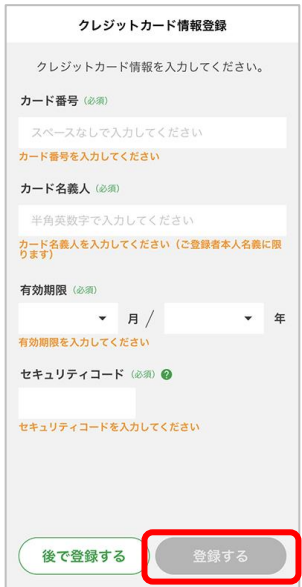 クレジットカード情報登録
クレジットカード情報を入力してください。
カード番号 (必須)
スペースなしで入力してください
カード番号を入力してください
カード名義人 (必須)
半角英数字で入力してください
カード名義人を入力してください（ご登録者本人名義に限
ります）
有効期限 (必須)
月 / 年
有効期限を入力してください
セキュリティコード (必須) ?
セキュリティコードを入力してください
後で登録する 登録する